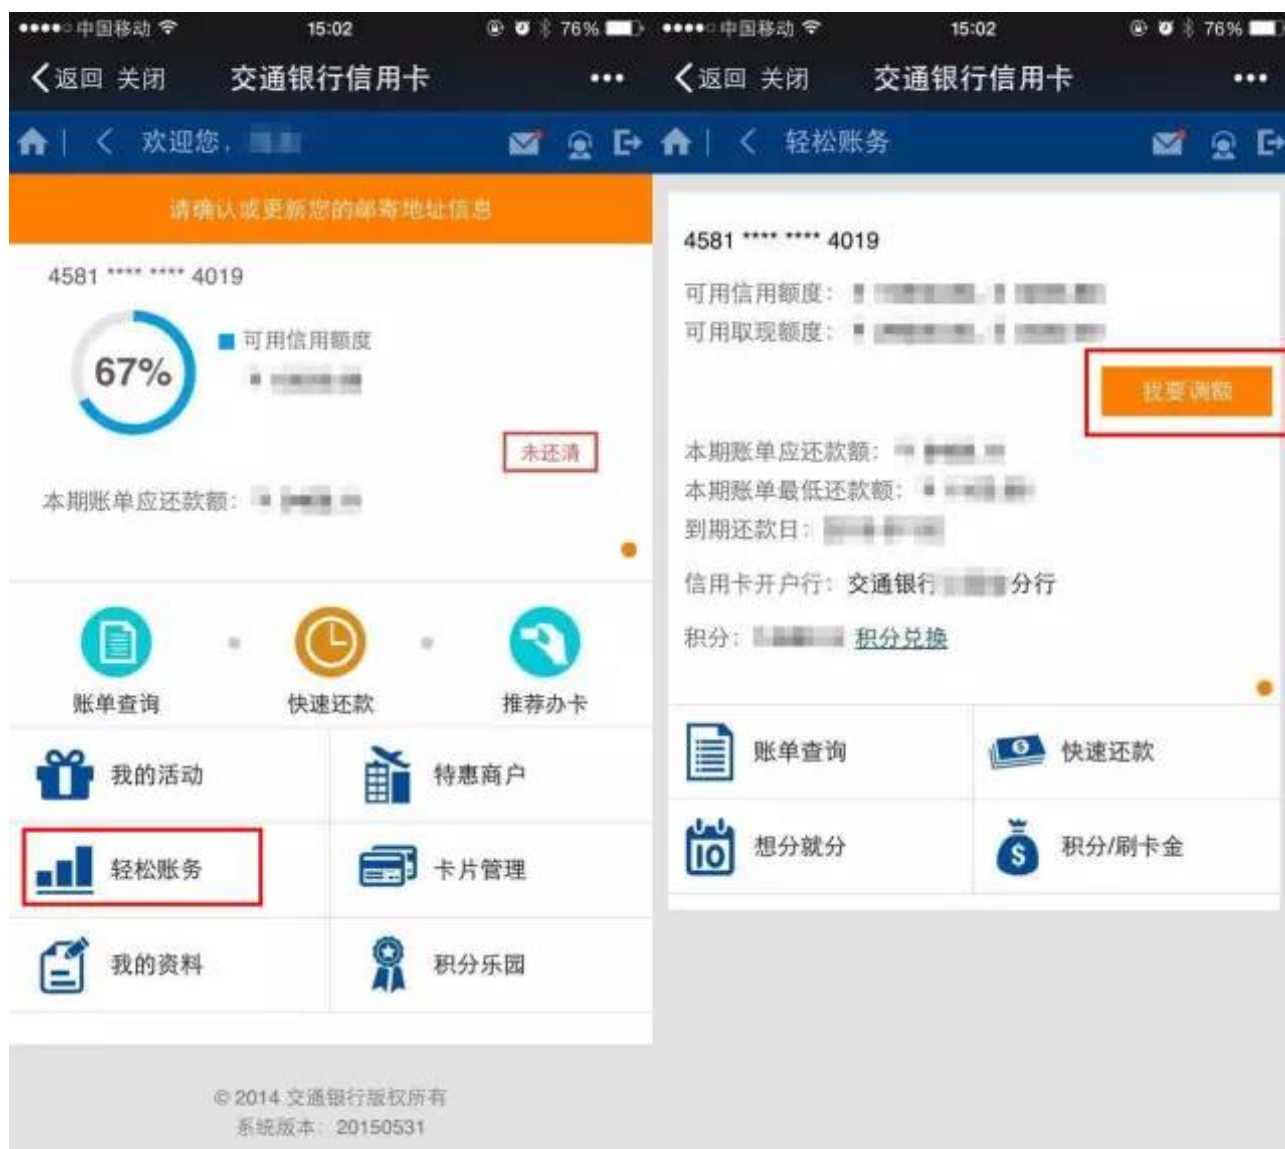 中国移动
15:02
76%
返回 关闭
交通银行信用卡
欢迎您，
请确认或更新您的邮寄地址信息
4581 **** **** 4019
67%
可用信用额度
未还清
本期账单应还款额：
账单查询
快速还款
推荐办卡
我的活动
特惠商户
轻松账务
卡片管理
我的资料
积分乐园
© 2014 交通银行版权所有
系统版本：20150531
中国移动
15:02
76%
返回 关闭
交通银行信用卡
轻松账务
4581 **** **** 4019
可用信用额度：
可用取现额度：
我要调额
本期账单应还款额：
本期账单最低还款额：
到期还款日：
信用卡开户行：交通银行 分行
积分： 积分兑换
账单查询
快速还款
10
想分就分
积分/刷卡金